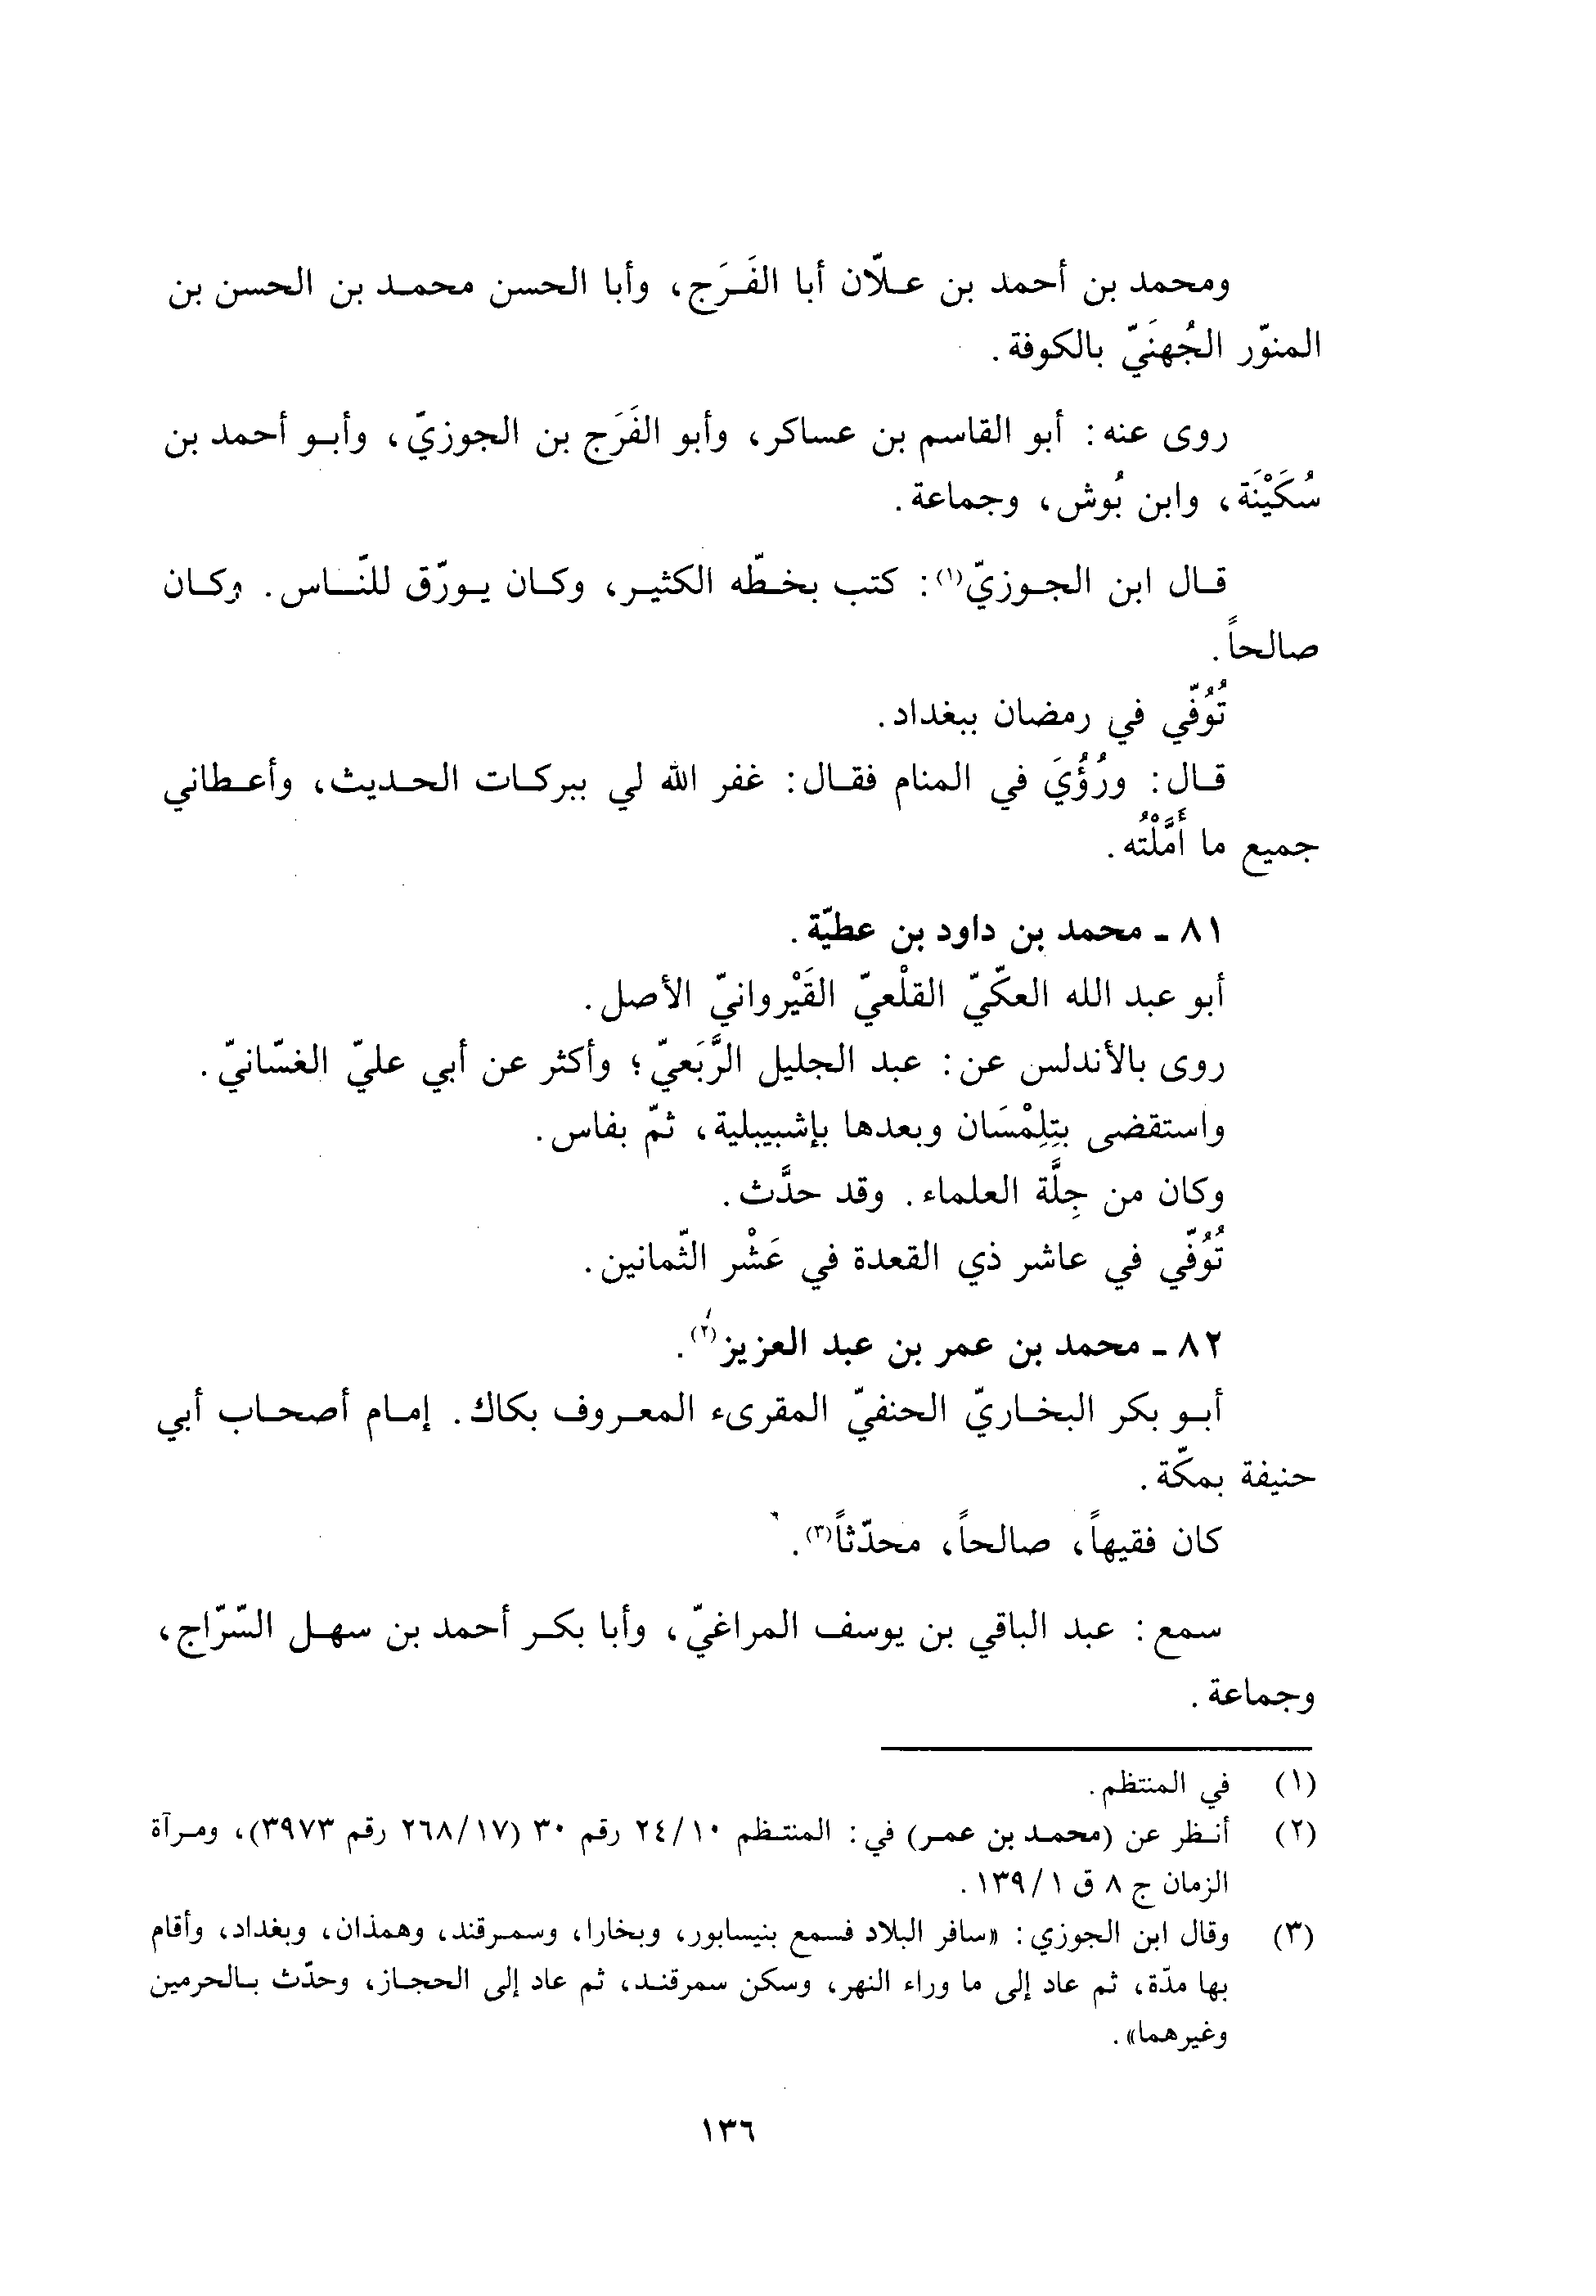 ومحمد بن أحمد بن علّان أبا الفَرَج، وأبا الحسن محمد بن الحسن بن
المنوّر الجُهنَيّ بالكوفة.
روى عنه: أبو القاسم بن عساكر، وأبو الفَرَج بن الجوزيّ، وأبو أحمد بن
سُكَيْنَة، وابن بُوش، وجماعة.
قال ابن الجوزيّ(١): كتب بخطّه الكثير، وكان يورّق للنّاس. وكان
صالحاً.
تُوُفّي في رمضان ببغداد.
قال: ورُؤُيَ في المنام فقال: غفر الله لي ببركات الحديث، وأعطاني
جميع ما أَمَّلْتُه.
٨١ - محمد بن داود بن عطيّة.
أبو عبد الله العكّيّ القلْعيّ القَيْروانيّ الأصل.
روى بالأندلس عن: عبد الجليل الرَّبَعيّ؛ وأكثر عن أبي عليّ الغسّانيّ.
واستقضى بتِلِمْسَان وبعدها بإشبيبلية، ثمّ بفاس.
وكان من جِلَّة العلماء. وقد حدَّث.
تُوُفّي في عاشر ذي القعدة في عَشْر الثّمانين.
٨٢ - محمد بن عمر بن عبد العزيز(٢).
أبو بكر البخاريّ الحنفيّ المقرىء المعروف بكاك. إمام أصحاب أبي
حنيفة بمكّة.
كان فقيهاً، صالحاً، محدّثاً(٣).
سمع: عبد الباقي بن يوسف المراغيّ، وأبا بكر أحمد بن سهل السّرّاج،
وجماعة.
(١) في المنتظم.
(٢) أنظر عن (محمد بن عمر) في: المنتظم ٢٤/١٠ رقم ٣٠ (٢٦٨/١٧ رقم ٣٩٧٣)، ومرآة
الزمان ج ٨ ق ١٣٩/١.
(٣) وقال ابن الجوزي: «سافر البلاد فسمع بنيسابور، وبخارا، وسمرقند، وهمذان، وبغداد، وأقام
بها مدّة، ثم عاد إلى ما وراء النهر، وسكن سمرقند، ثم عاد إلى الحجاز، وحدّث بالحرمين
وغيرهما».
١٣٦